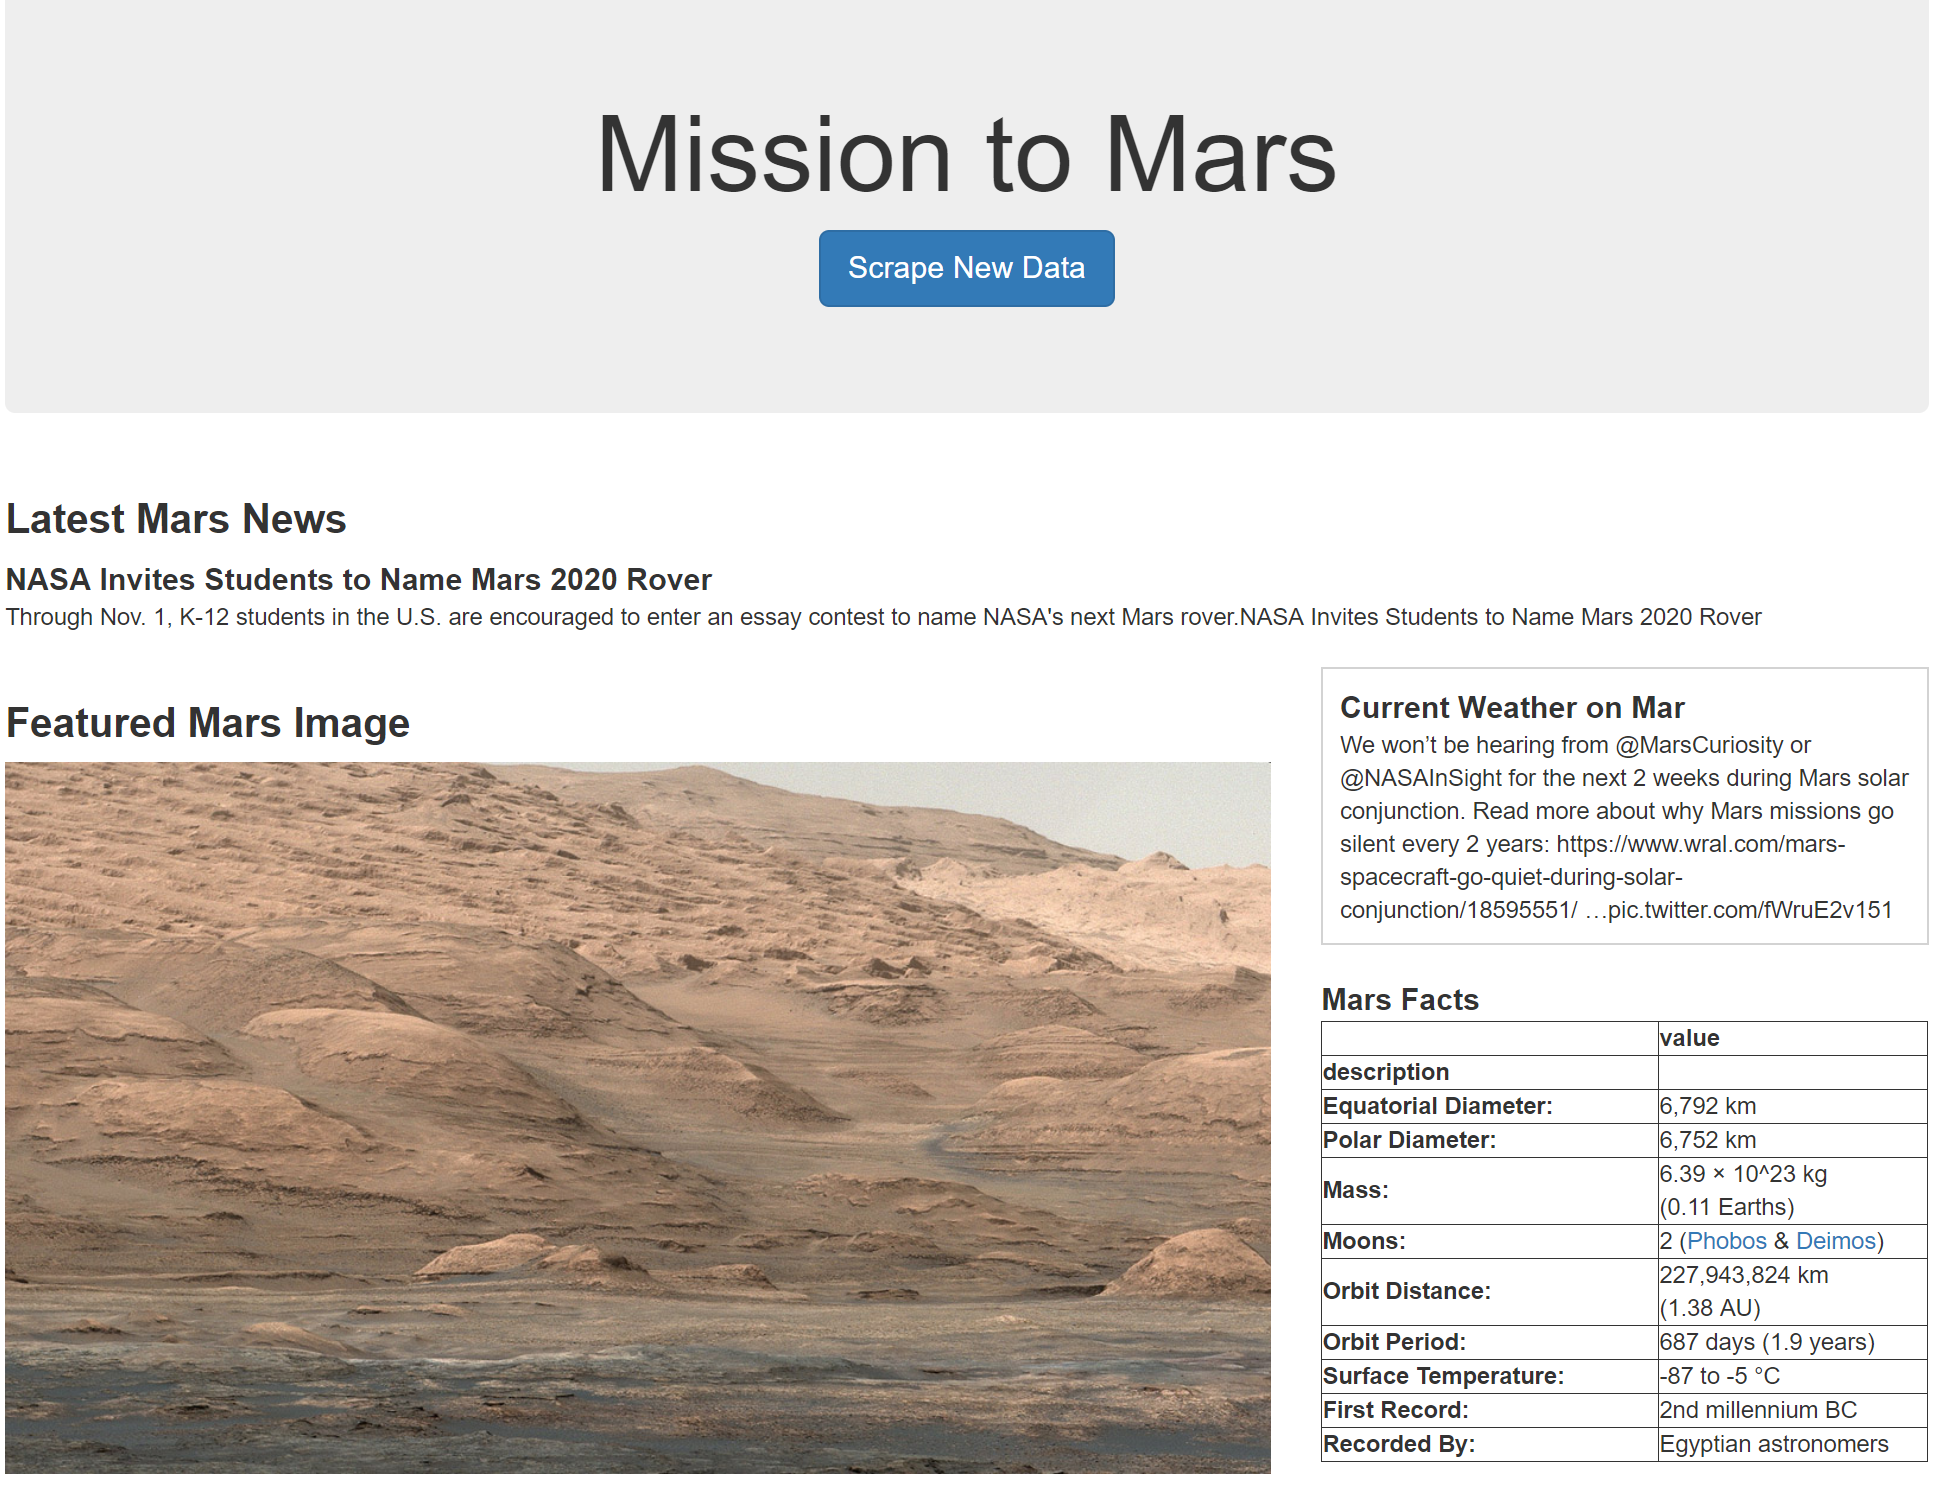 Mission to Mars
Scrape New Data
Latest Mars News
NASA Invites Students to Name Mars 2020 Rover
Through Nov. 1, K-12 students in the U.S. are encouraged to enter an essay contest to name NASA's next Mars rover.NASA Invites Students to Name Mars 2020 Rover
Featured Mars Image
Current Weather on Mar
We won’t be hearing from @MarsCuriosity or
@NASAInSight for the next 2 weeks during Mars solar
conjunction. Read more about why Mars missions go
silent every 2 years: https://www.wral.com/mars-
spacecraft-go-quiet-during-solar-
conjunction/18595551/ …pic.twitter.com/fWruE2v151
Mars Facts
value
description
Equatorial Diameter: 6,792 km
Polar Diameter: 6,752 km
Mass: 6.39 × 10^23 kg
(0.11 Earths)
Moons: 2 (Phobos & Deimos)
Orbit Distance: 227,943,824 km
(1.38 AU)
Orbit Period: 687 days (1.9 years)
Surface Temperature: -87 to -5 °C
First Record: 2nd millennium BC
Recorded By: Egyptian astronomers